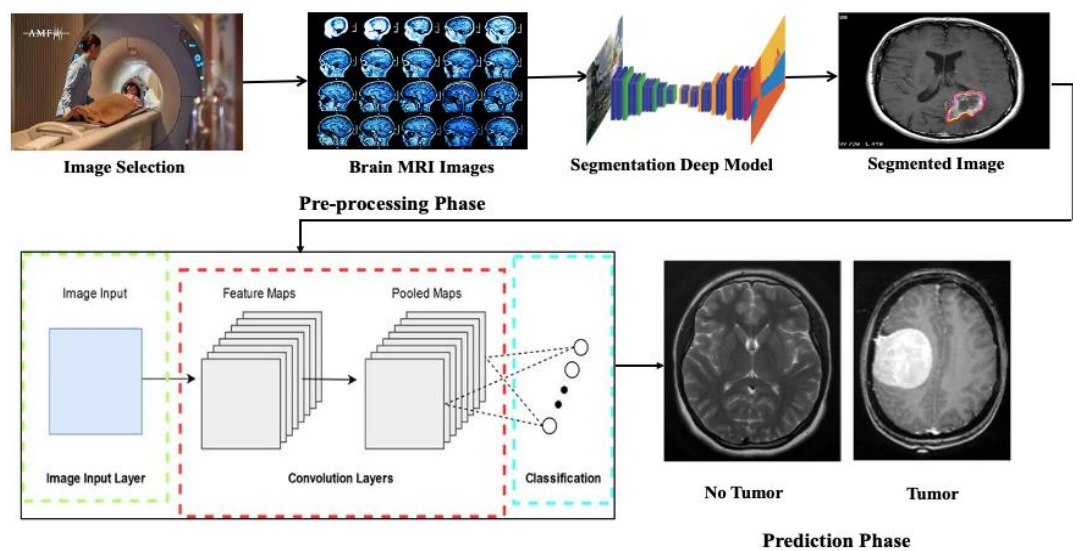 AMF
Image Selection
Brain MRI Images
Segmentation Deep Model
Segmented Image
Pre-processing Phase
Image Input
Feature Maps
Pooled Maps
Image Input Layer
Convolution Layers
Classification
No Tumor
Tumor
Prediction Phase